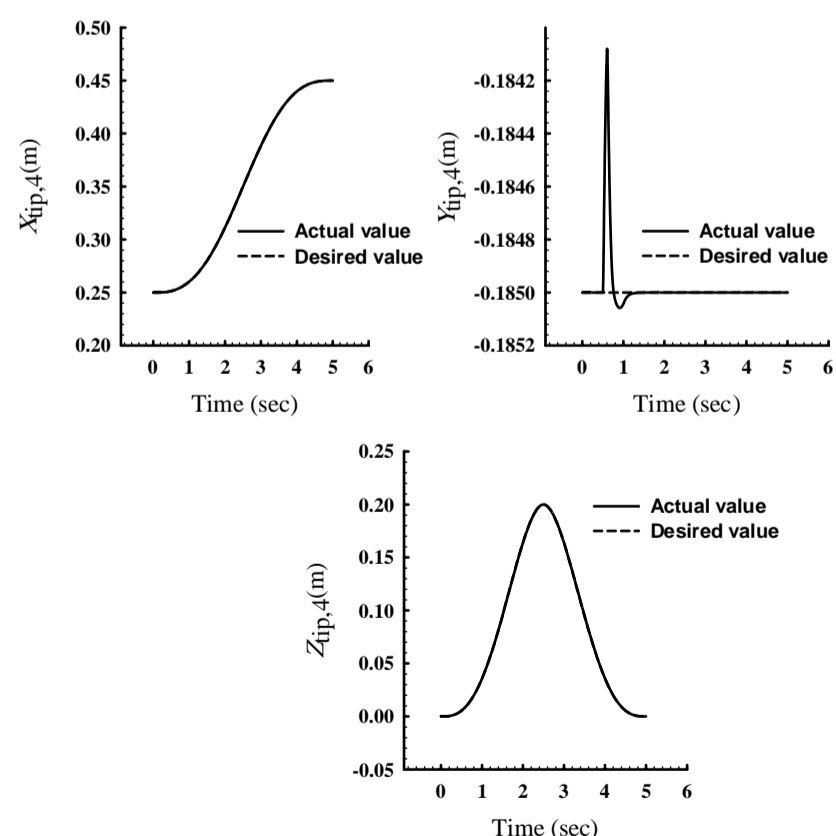 0.50
0.45
0.40
0.35
0.30
0.25
0.20
Xtip,4(m)
Actual value
Desired value
0 1 2 3 4 5 6
Time (sec)
-0.1842
-0.1844
-0.1846
-0.1848
-0.1850
-0.1852
Ytip,4(m)
Actual value
Desired value
0 1 2 3 4 5 6
Time (sec)
0.25
0.20
0.15
0.10
0.05
0.00
-0.05
Ztip,4(m)
Actual value
Desired value
0 1 2 3 4 5 6
Time (sec)